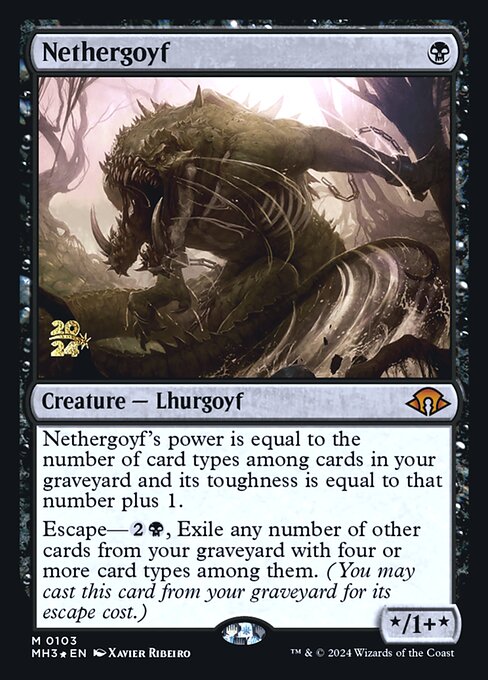 Nethergoyf
20
24
Creature — Lhurgoyf
Nethergoyf's power is equal to the
number of card types among cards in your
graveyard and its toughness is equal to that
number plus 1.
Escape—2, Exile any number of other
cards from your graveyard with four or
more card types among them. (You may
cast this card from your graveyard for its
escape cost.)
*/1+*
M 0103
MH3★EN Xavier Ribeiro
™ & © 2024 Wizards of the Coast